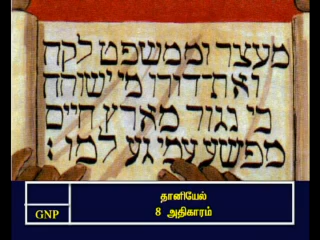 מעצר וממשפט לקח
ואת דורו מי ישוחח
כי נגזר מארץ חיים
מפשע עמי נגע למו:
தானியேல்
GNP
8 அதிகாரம்